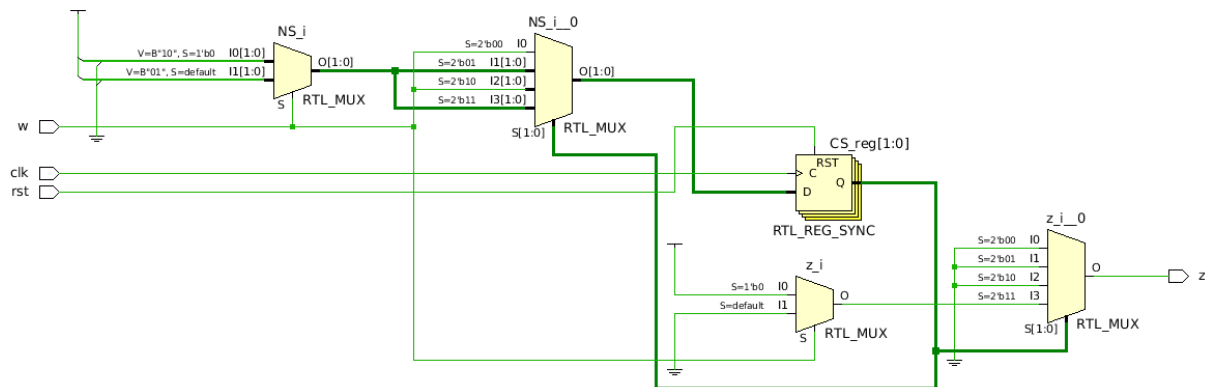 NS_i
V=B"10", S=1'b0 I0[1:0]
V=B"01", S=default I1[1:0]
O[1:0]
S
RTL_MUX
NS_i__0
S=2'b00 I0
S=2'b01 I1[1:0]
S=2'b10 I2[1:0]
S=2'b11 I3[1:0]
O[1:0]
S[1:0]
RTL_MUX
w
clk
rst
CS_reg[1:0]
RST
C
D
Q
RTL_REG_SYNC
z_i
S=1'b0 I0
S=default I1
O
S
RTL_MUX
z_i__0
S=2'b00 I0
S=2'b01 I1
S=2'b10 I2
S=2'b11 I3
O
S[1:0]
RTL_MUX
z